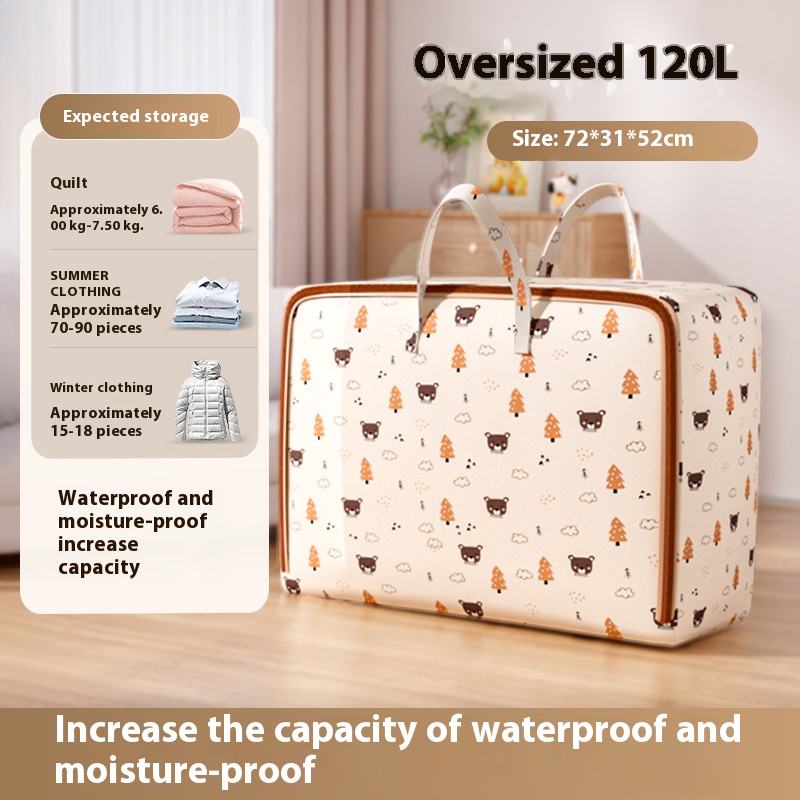 Oversized 120L
Size: 72*31*52cm
Expected storage
Quilt
Approximately 6.
00 kg-7.50 kg.
SUMMER
CLOTHING
Approximately
70-90 pieces
Winter clothing
Approximately
15-18 pieces
Waterproof and
moisture-proof
increase
capacity
Increase the capacity of waterproof and
moisture-proof